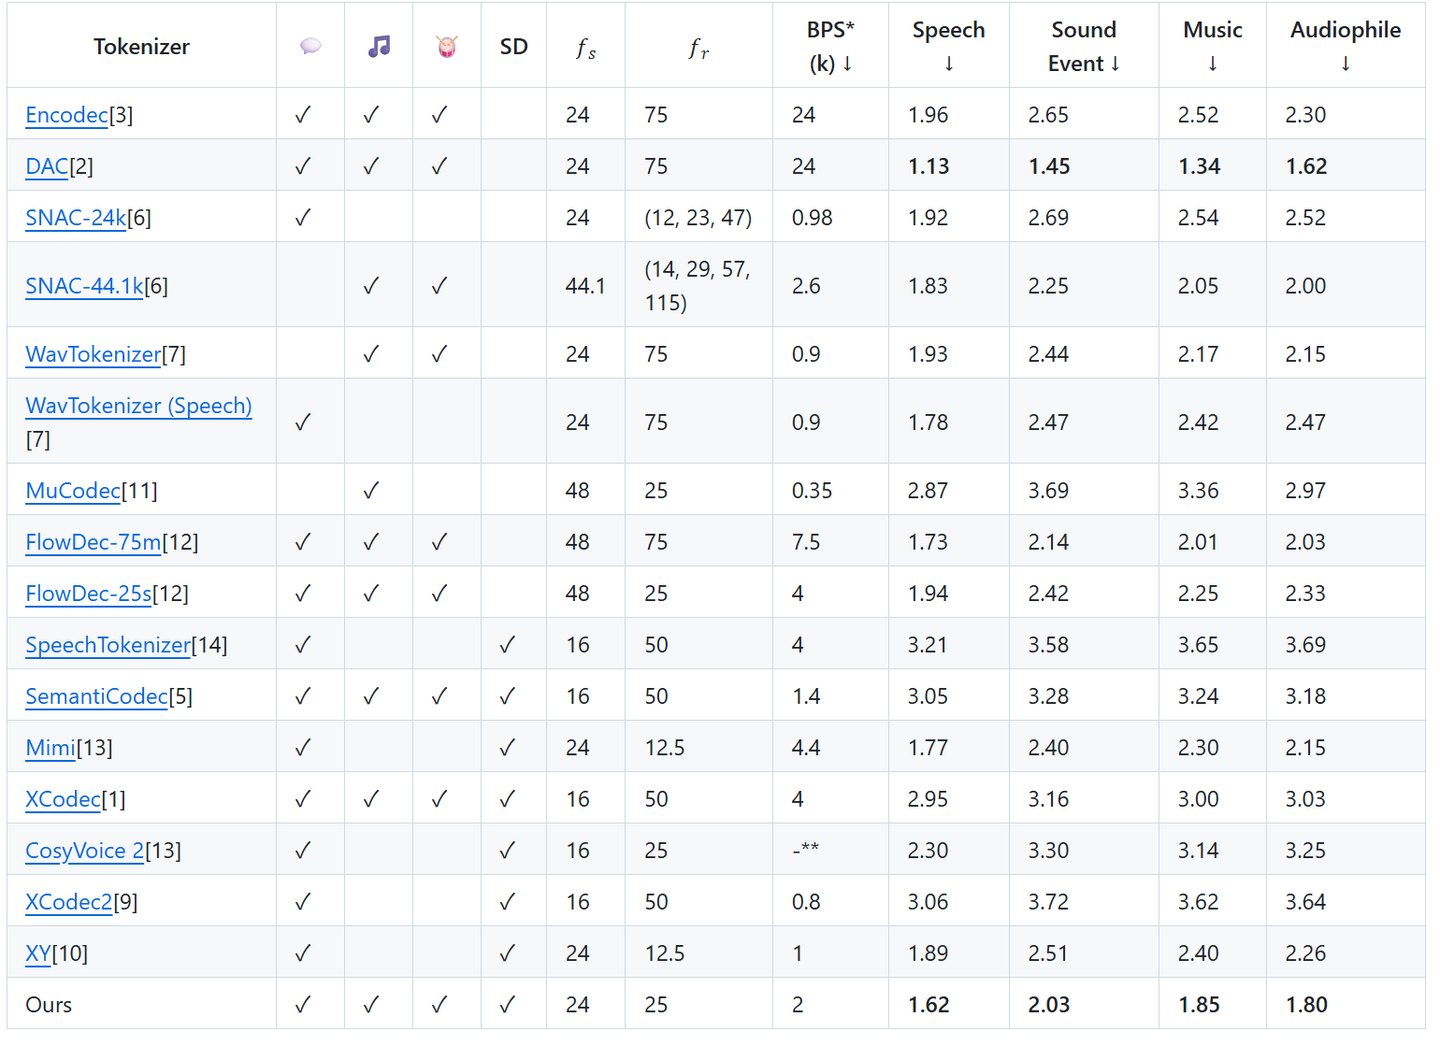 Tokenizer 💬 🎵 🥁 SD fs fr BPS* (k) ↓ Speech ↓ Sound Event ↓ Music ↓ Audiophile ↓
Encodec[3] ✓ ✓ ✓ 24 75 24 1.96 2.65 2.52 2.30
DAC[2] ✓ ✓ ✓ 24 75 24 1.13 1.45 1.34 1.62
SNAC-24k[6] ✓ 24 (12, 23, 47) 0.98 1.92 2.69 2.54 2.52
SNAC-44.1k[6] ✓ ✓ 44.1 (14, 29, 57, 115) 2.6 1.83 2.25 2.05 2.00
WavTokenizer[7] ✓ ✓ 24 75 0.9 1.93 2.44 2.17 2.15
WavTokenizer (Speech)[7] ✓ 24 75 0.9 1.78 2.47 2.42 2.47
MuCodec[11] ✓ 48 25 0.35 2.87 3.69 3.36 2.97
FlowDec-75m[12] ✓ ✓ ✓ 48 75 7.5 1.73 2.14 2.01 2.03
FlowDec-25s[12] ✓ ✓ ✓ 48 25 4 1.94 2.42 2.25 2.33
SpeechTokenizer[14] ✓ ✓ 16 50 4 3.21 3.58 3.65 3.69
SemantiCodec[5] ✓ ✓ ✓ ✓ 16 50 1.4 3.05 3.28 3.24 3.18
Mimi[13] ✓ ✓ 24 12.5 4.4 1.77 2.40 2.30 2.15
XCodec[1] ✓ ✓ ✓ ✓ 16 50 4 2.95 3.16 3.00 3.03
CosyVoice 2[13] ✓ ✓ 16 25 -** 2.30 3.30 3.14 3.25
XCodec2[9] ✓ ✓ 16 50 0.8 3.06 3.72 3.62 3.64
XY[10] ✓ ✓ 24 12.5 1 1.89 2.51 2.40 2.26
Ours ✓ ✓ ✓ ✓ 24 25 2 1.62 2.03 1.85 1.80